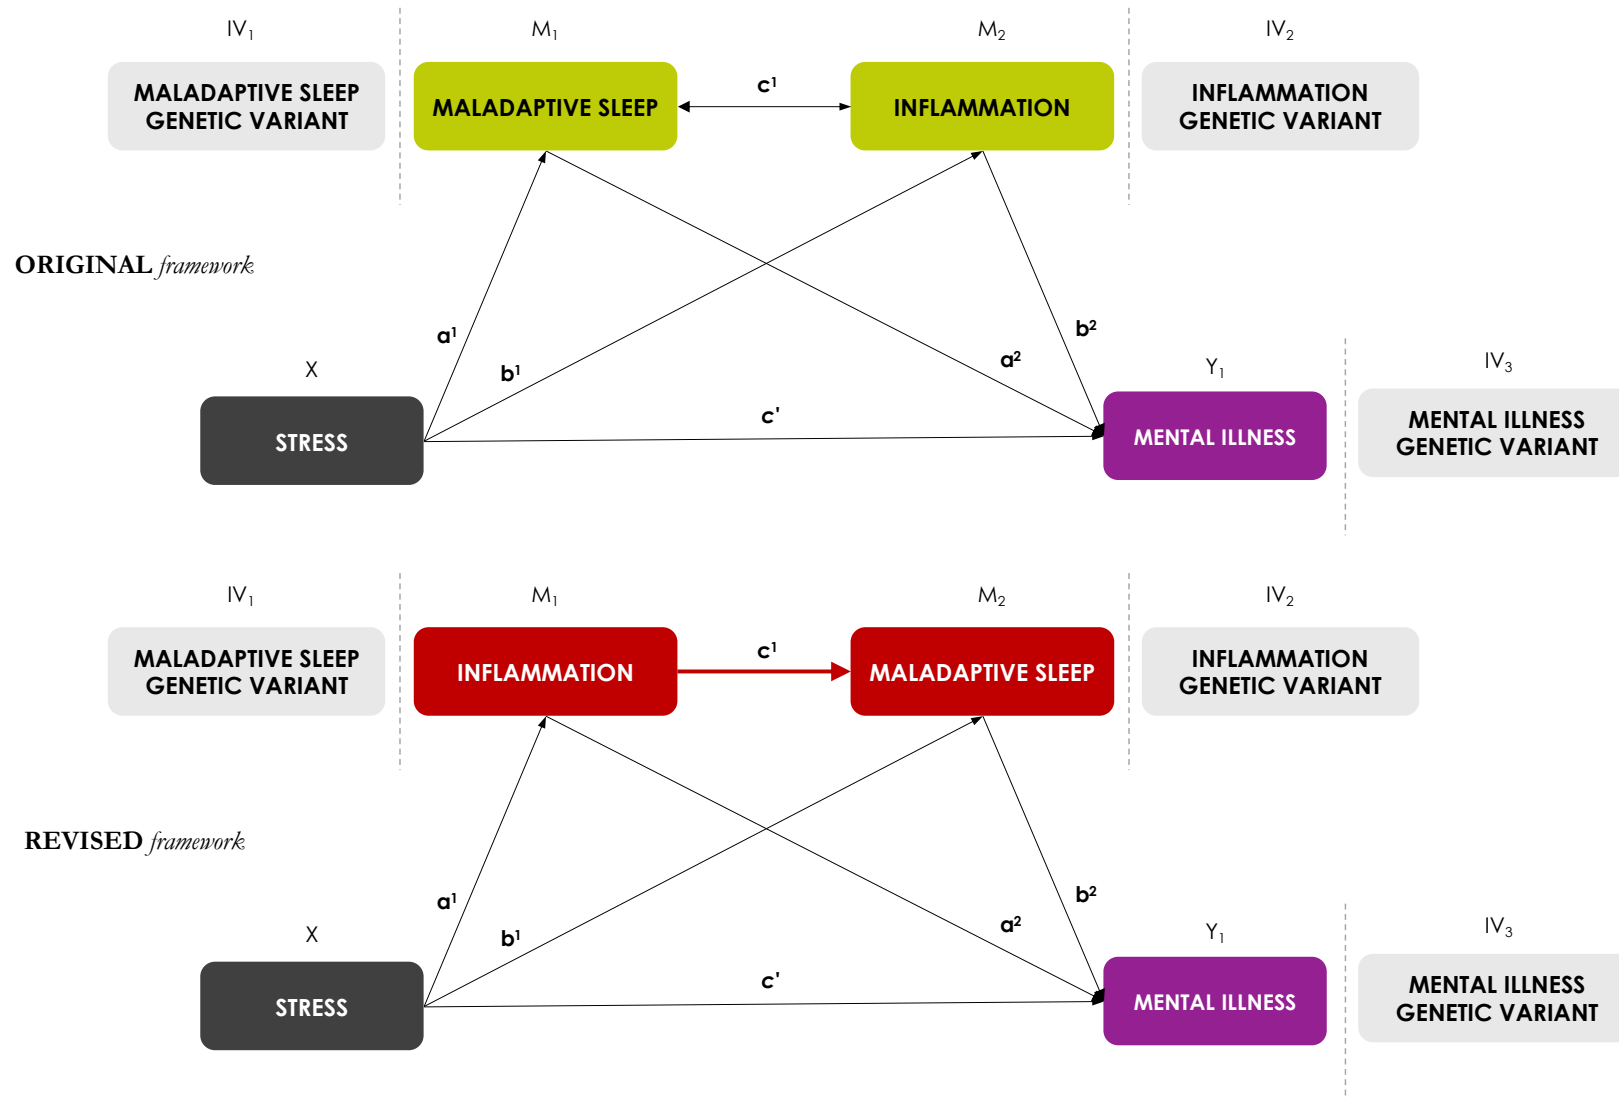 IV₁
M₁
M₂
IV₂
MALADAPTIVE SLEEP
GENETIC VARIANT
MALADAPTIVE SLEEP
c¹
INFLAMMATION
INFLAMMATION
GENETIC VARIANT
ORIGINAL framework
a¹
b¹
a²
b²
c'
X
STRESS
Y₁
MENTAL ILLNESS
IV₃
MENTAL ILLNESS
GENETIC VARIANT
IV₁
M₁
M₂
IV₂
MALADAPTIVE SLEEP
GENETIC VARIANT
INFLAMMATION
c¹
MALADAPTIVE SLEEP
INFLAMMATION
GENETIC VARIANT
REVISED framework
a¹
b¹
a²
b²
c'
X
STRESS
Y₁
MENTAL ILLNESS
IV₃
MENTAL ILLNESS
GENETIC VARIANT